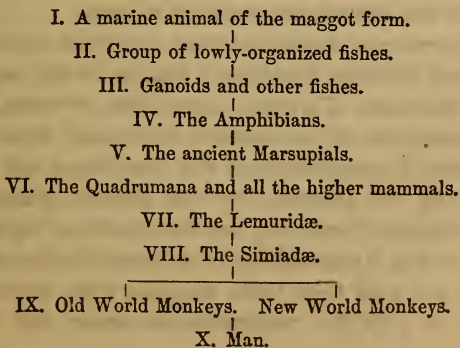 I. A marine animal of the maggot form.
II. Group of lowly-organized fishes.
III. Ganoids and other fishes.
IV. The Amphibians.
V. The ancient Marsupials.
VI. The Quadrumana and all the higher mammals.
VII. The Lemuridæ.
VIII. The Simiadæ.
IX. Old World Monkeys. New World Monkeys.
X. Man.